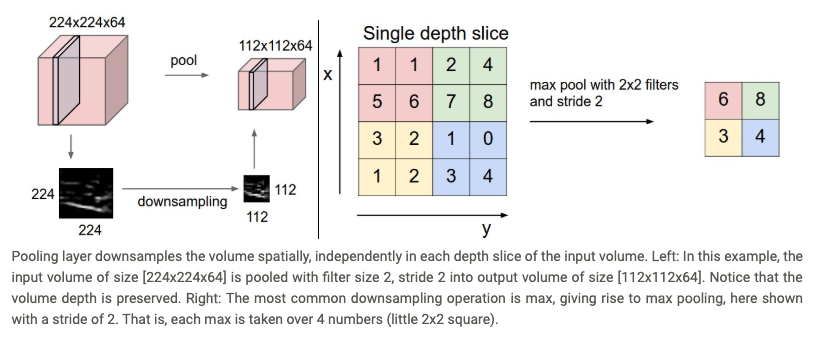 224x224x64
pool
112x112x64
224
224
downsampling
112
112
Single depth slice
x
1 1 2 4
5 6 7 8
3 2 1 0
1 2 3 4
y
max pool with 2x2 filters
and stride 2
6 8
3 4
Pooling layer downsamples the volume spatially, independently in each depth slice of the input volume. Left: In this example, the
input volume of size [224x224x64] is pooled with filter size 2, stride 2 into output volume of size [112x112x64]. Notice that the
volume depth is preserved. Right: The most common downsampling operation is max, giving rise to max pooling, here shown
with a stride of 2. That is, each max is taken over 4 numbers (little 2x2 square).